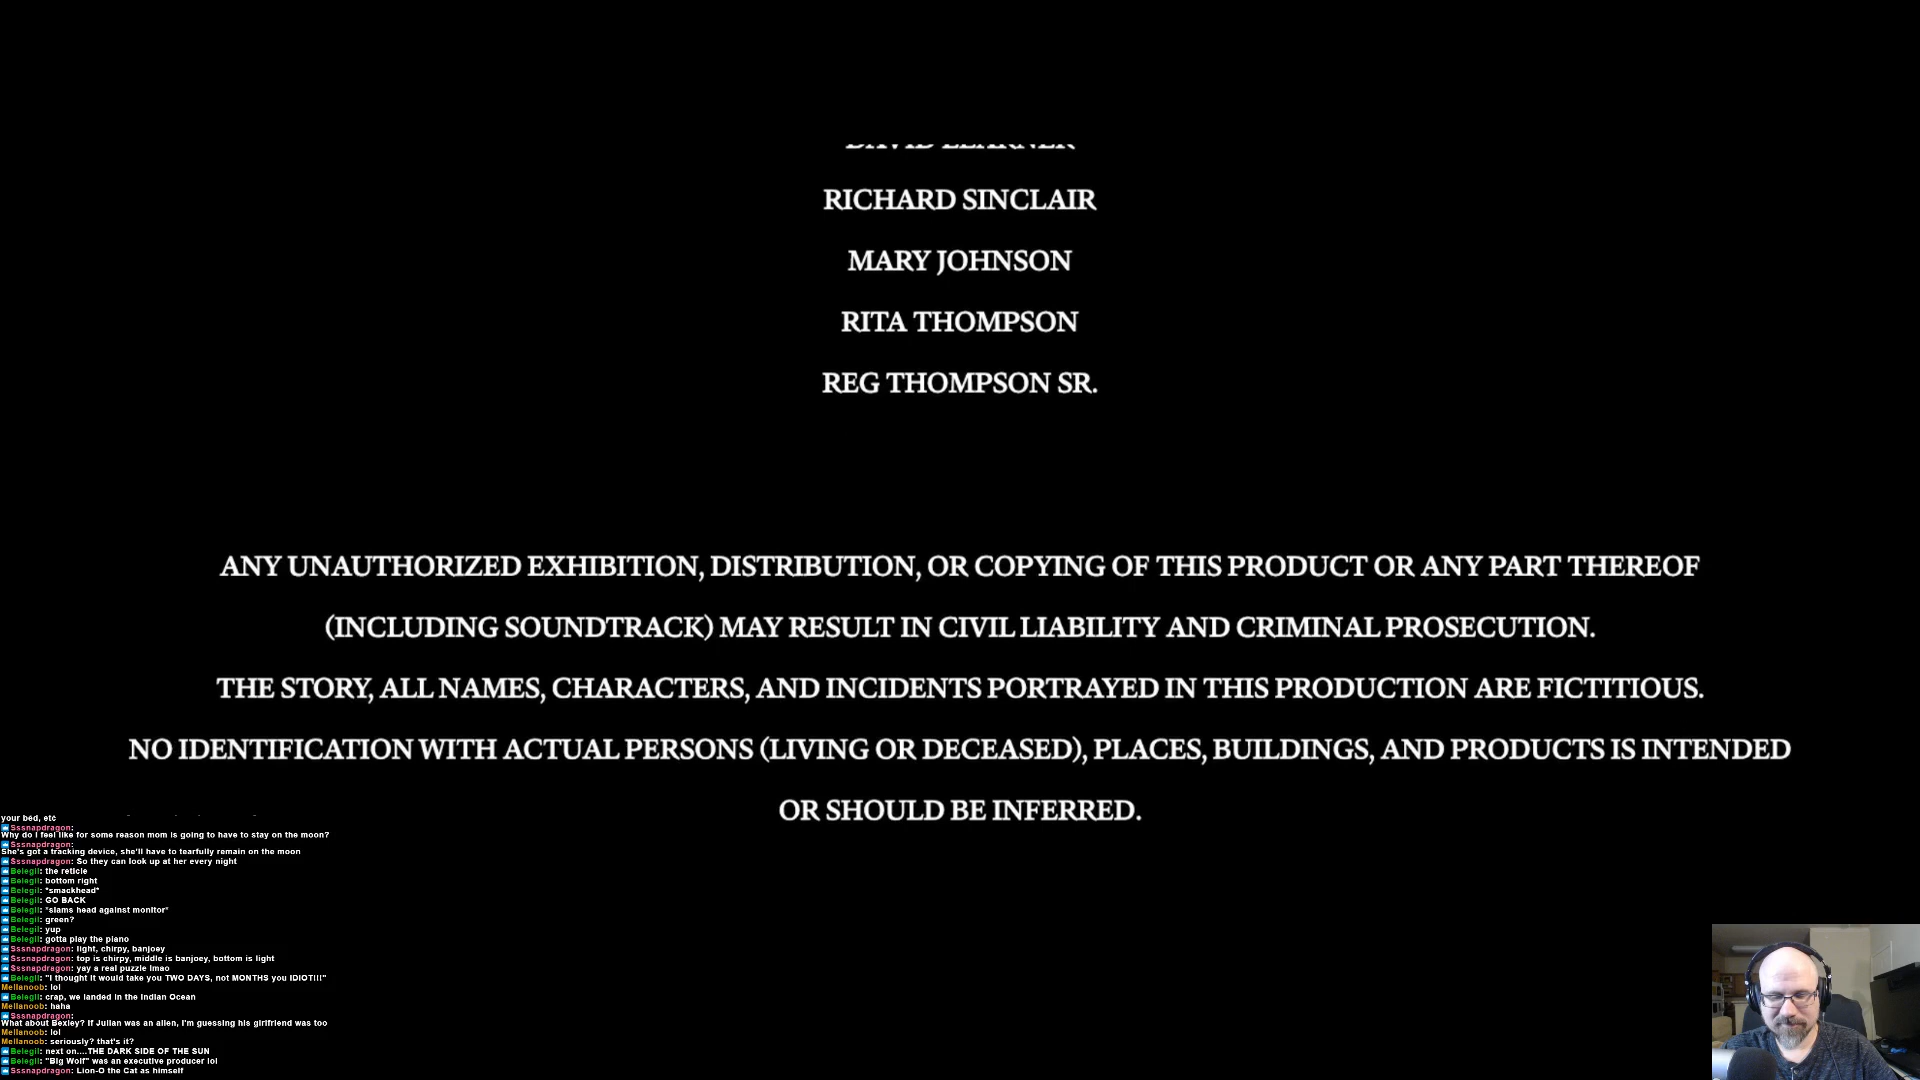 RICHARD SINCLAIR
MARY JOHNSON
RITA THOMPSON
REG THOMPSON SR.
ANY UNAUTHORIZED EXHIBITION, DISTRIBUTION, OR COPYING OF THIS PRODUCT OR ANY PART THEREOF
(INCLUDING SOUNDTRACK) MAY RESULT IN CIVIL LIABILITY AND CRIMINAL PROSECUTION.
THE STORY, ALL NAMES, CHARACTERS, AND INCIDENTS PORTRAYED IN THIS PRODUCTION ARE FICTITIOUS.
NO IDENTIFICATION WITH ACTUAL PERSONS (LIVING OR DECEASED), PLACES, BUILDINGS, AND PRODUCTS IS INTENDED
OR SHOULD BE INFERRED.
your bed, etc
Sssnapdragon:
Why do I feel like for some reason mom is going to have to stay on the moon?
Sssnapdragon:
She's got a tracking device, she'll have to tearfully remain on the moon
Sssnapdragon: So they can look up at her every night
Belegil: the reticle
Belegil: bottom right
Belegil: *smackhead*
Belegil: GO BACK
Belegil: *slams head against monitor*
Belegil: green?
Belegil: yup
Belegil: gotta play the piano
Sssnapdragon: light, chirpy, banjoey
Sssnapdragon: top is chirpy, middle is banjoey, bottom is light
Sssnapdragon: yay a real puzzle lmao
Belegil: "I thought it would take you TWO DAYS, not MONTHS you IDIOT!!!"
Mellanoob: lol
Belegil: crap, we landed in the Indian Ocean
Mellanoob: haha
Sssnapdragon:
What about Bexley? If Julian was an alien, I'm guessing his girlfriend was too
Mellanoob: lol
Mellanoob: seriously? that's it?
Belegil: next on....THE DARK SIDE OF THE SUN
Belegil: "Big Wolf" was an executive producer lol
Sssnapdragon: Lion-O the Cat as himself